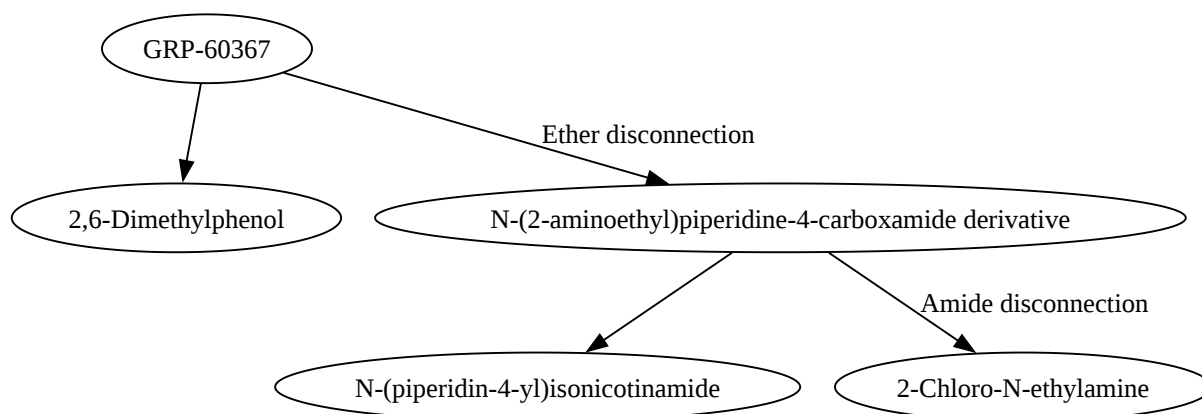 GRP-60367
Ether disconnection
2,6-Dimethylphenol
N-(2-aminoethyl)piperidine-4-carboxamide derivative
Amide disconnection
N-(piperidin-4-yl)isonicotinamide
2-Chloro-N-ethylamine